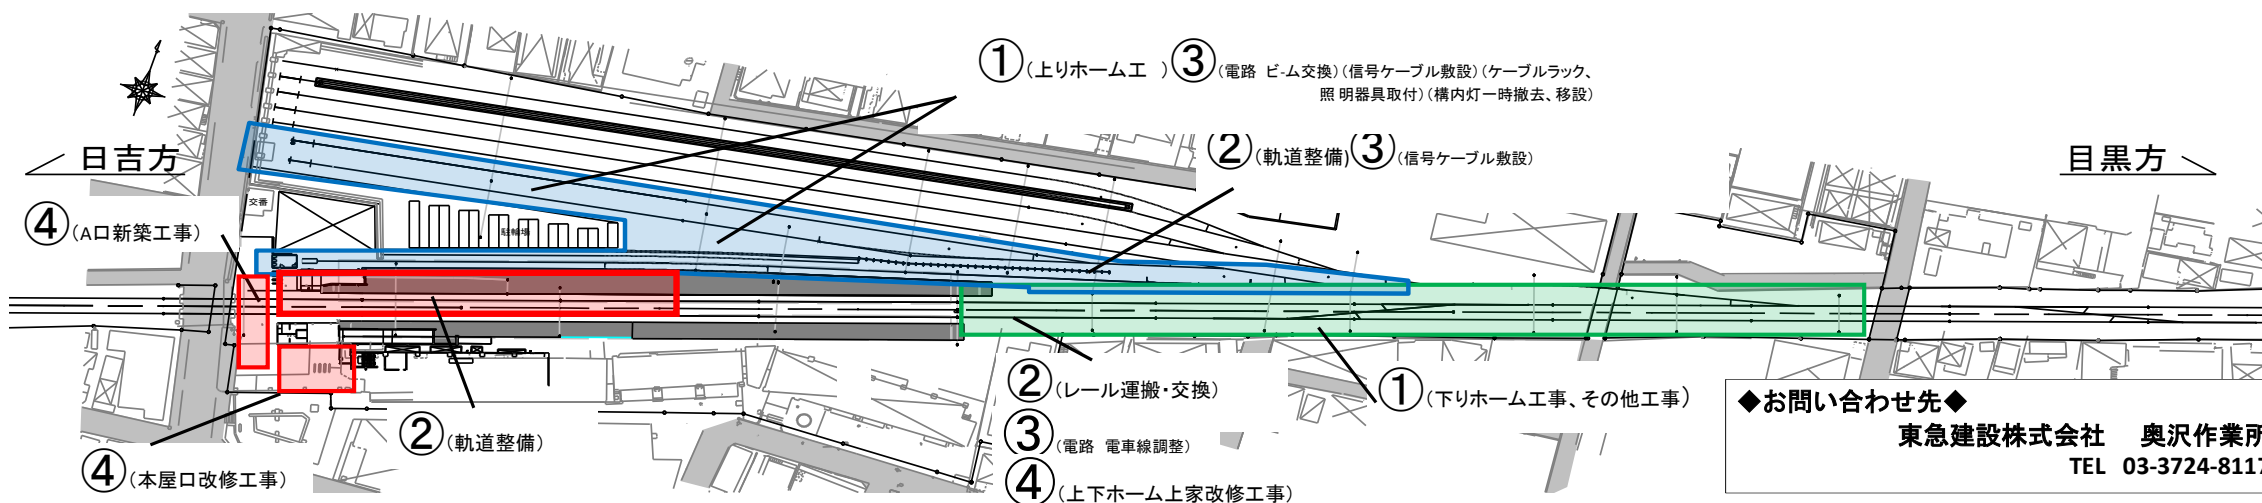 ①(上りホーム工　)③(電路 ビーム交換)(信号ケーブル敷設)(ケーブルラック、
照明器具取付)(構内灯一時撤去、移設)
②(軌道整備)③(信号ケーブル敷設)
日吉方
目黒方
交番
駐輪場
④(A口新築工事)
②(レール運搬・交換)
①(下りホーム工事、その他工事)
②(軌道整備)
③(電路 電車線調整)
④(本屋口改修工事)
④(上下ホーム上家改修工事)
◆お問い合わせ先◆
東急建設株式会社　奥沢作業所
TEL 03-3724-8117